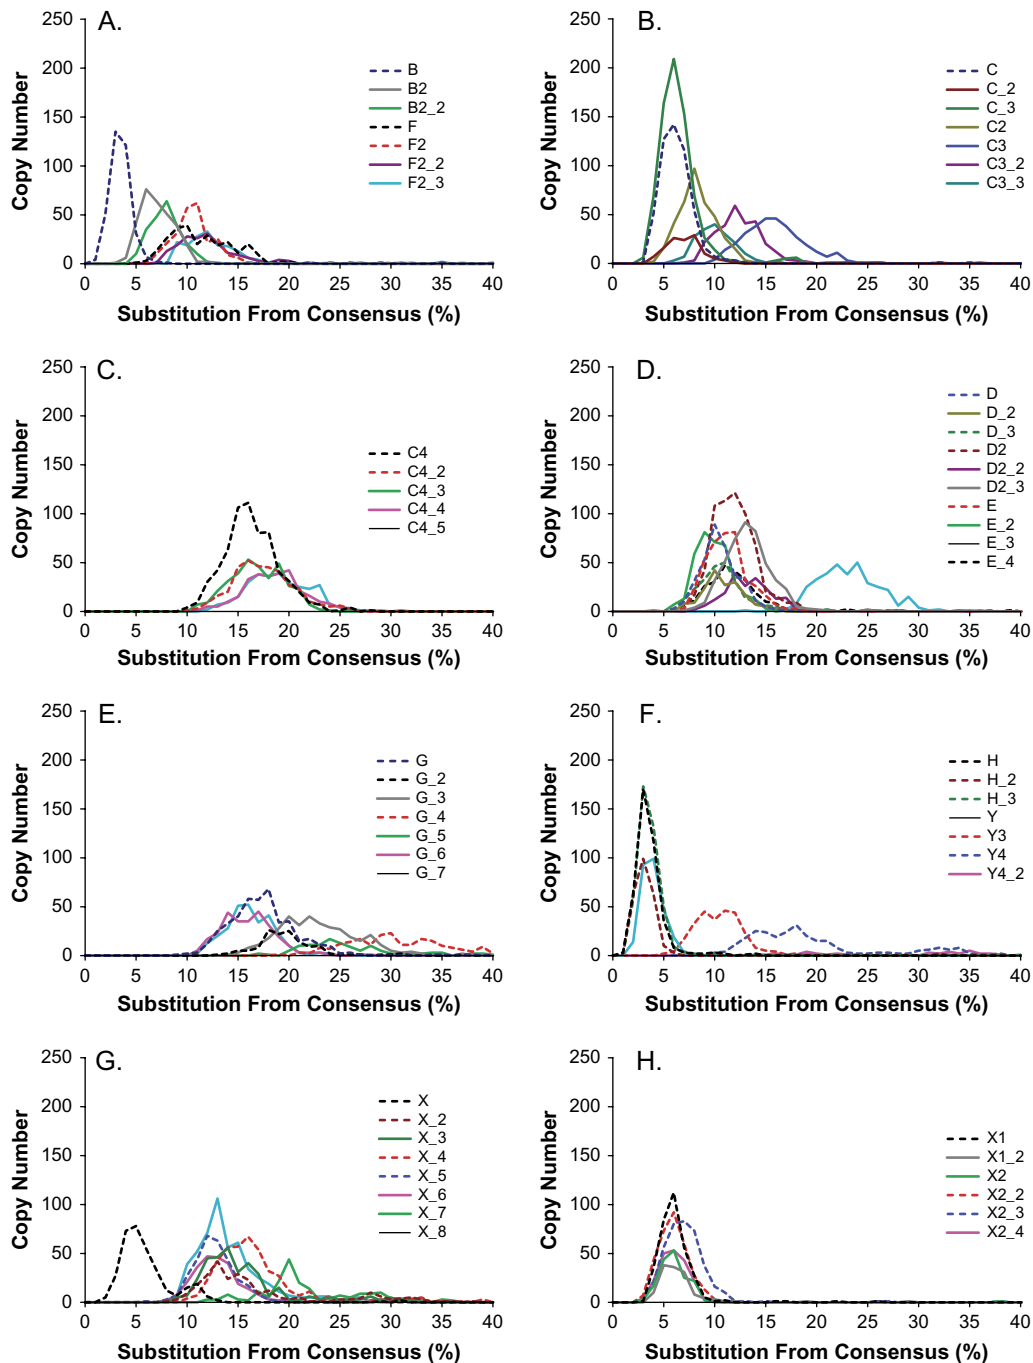 A.
250
200
150
100
50
0
Copy Number
B
B2
B2_2
F
F2
F2_2
F2_3
0 5 10 15 20 25 30 35 40
Substitution From Consensus (%)
B.
250
200
150
100
50
0
Copy Number
C
C_2
C_3
C2
C3
C3_2
C3_3
0 5 10 15 20 25 30 35 40
Substitution From Consensus (%)
C.
250
200
150
100
50
0
Copy Number
C4
C4_2
C4_3
C4_4
C4_5
0 5 10 15 20 25 30 35 40
Substitution From Consensus (%)
D.
250
200
150
100
50
0
Copy Number
D
D_2
D_3
D2
D2_2
D2_3
E
E_2
E_3
E_4
0 5 10 15 20 25 30 35 40
Substitution From Consensus (%)
E.
250
200
150
100
50
0
Copy Number
G
G_2
G_3
G_4
G_5
G_6
G_7
0 5 10 15 20 25 30 35 40
Substitution From Consensus (%)
F.
250
200
150
100
50
0
Copy Number
H
H_2
H_3
Y
Y3
Y4
Y4_2
0 5 10 15 20 25 30 35 40
Substitution From Consensus (%)
G.
250
200
150
100
50
0
Copy Number
X
X_2
X_3
X_4
X_5
X_6
X_7
X_8
0 5 10 15 20 25 30 35 40
Substitution From Consensus (%)
H.
250
200
150
100
50
0
Copy Number
X1
X1_2
X2
X2_2
X2_3
X2_4
0 5 10 15 20 25 30 35 40
Substitution From Consensus (%)